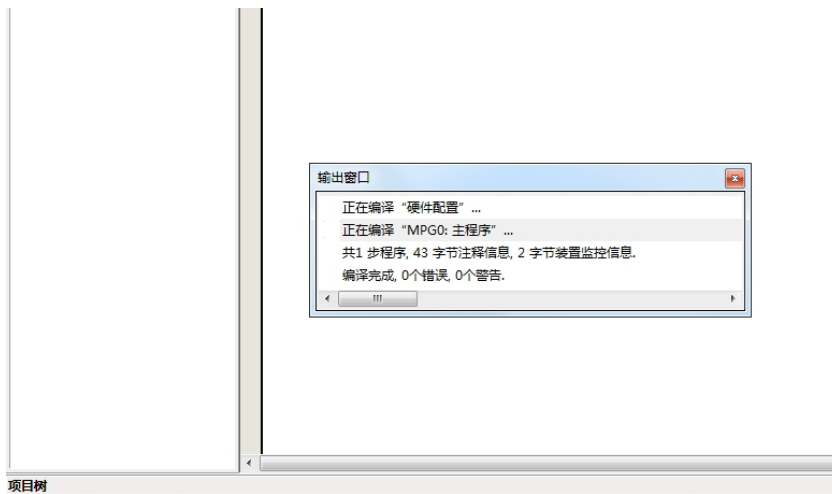 输出窗口
正在编译 “硬件配置” ...
正在编译 “MPG0: 主程序” ...
共1 步程序, 43 字节注释信息, 2 字节装置监控信息.
编译完成, 0个错误, 0个警告.
项目树